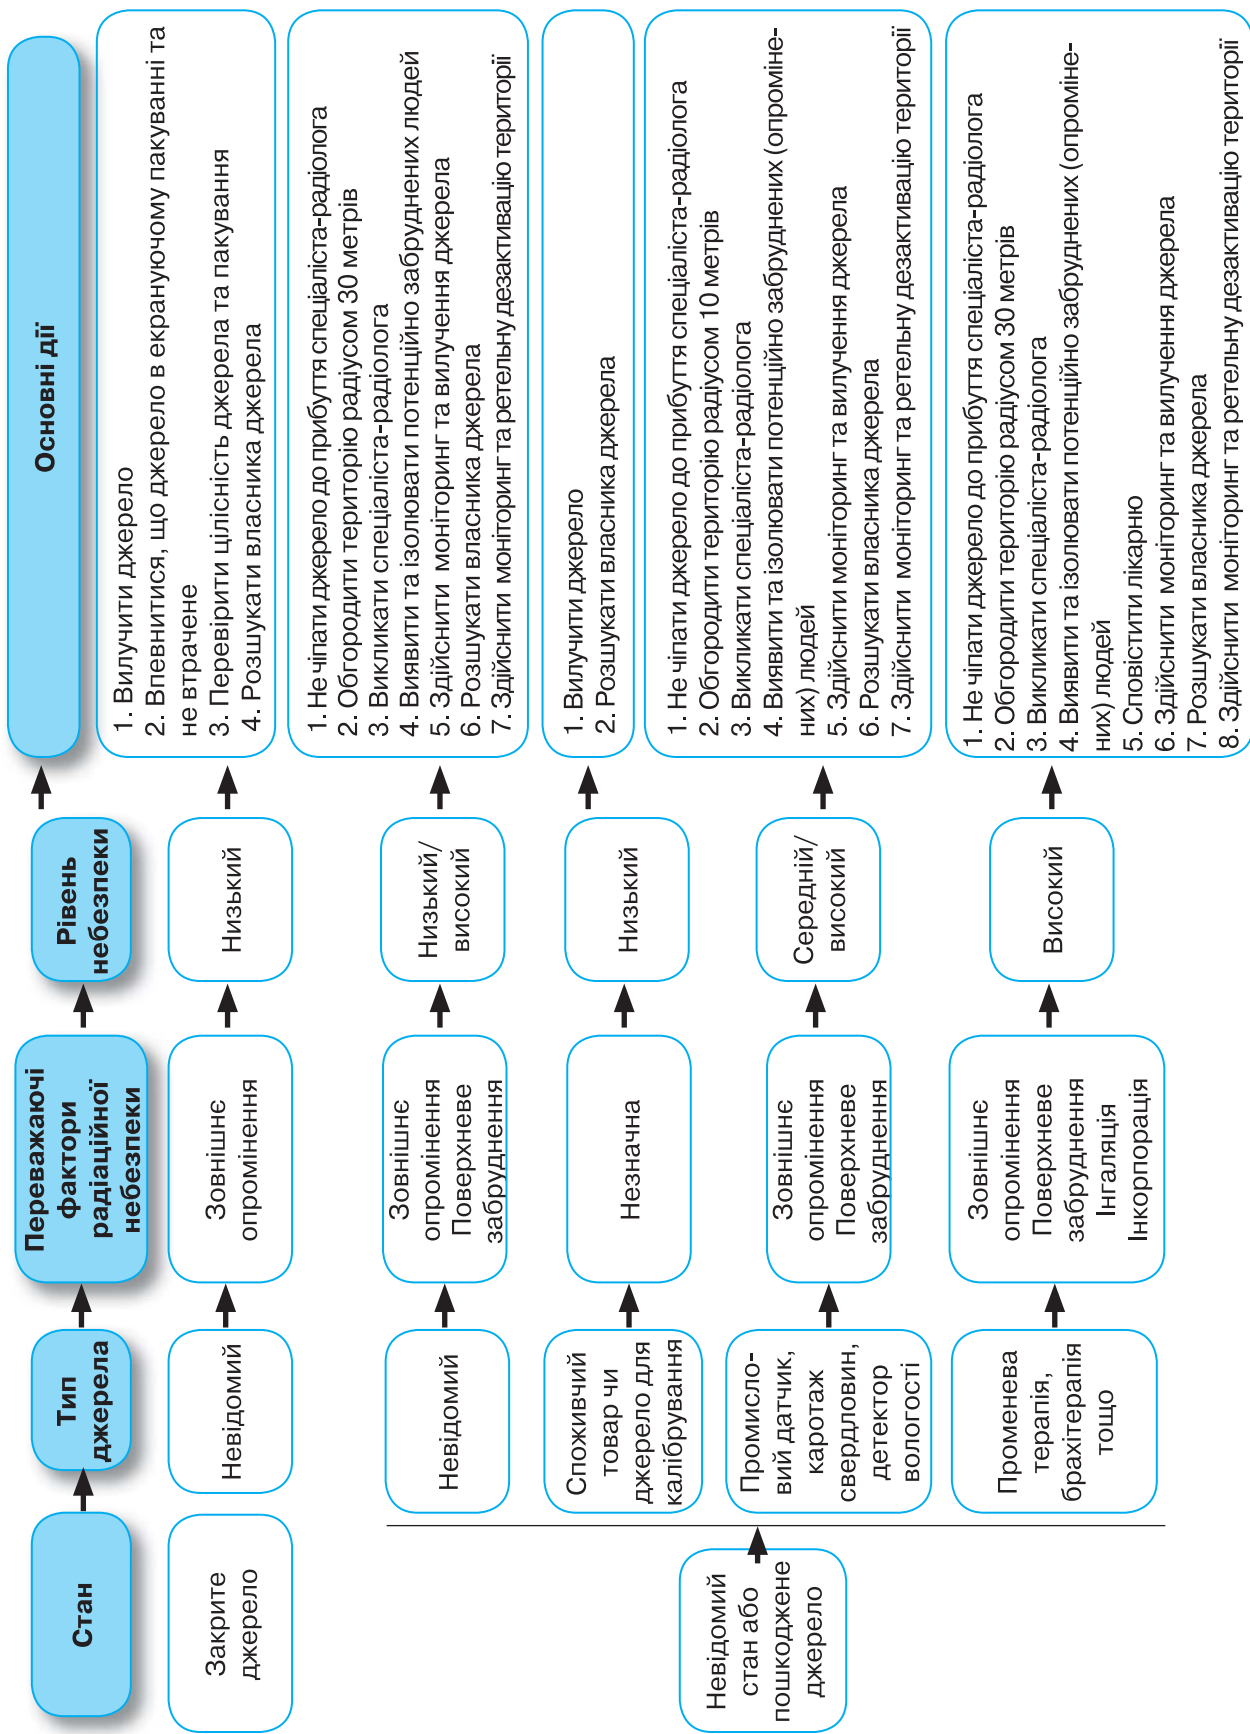 Стан
Тип
джерела
Переважаючі
фактори
радіаційної
небезпеки
Рівень
небезпеки
Основні дії
Закрите
джерело
Невідомий
Зовнішнє
опромінення
Низький
1. Вилучити джерело
2. Впевнитися, що джерело в екрануючому пакуванні та
не втрачене
3. Перевірити цілісність джерела та пакування
4. Розшукати власника джерела
Невідомий
стан або
пошкоджене
джерело
Невідомий
Зовнішнє
опромінення
Поверхневе
забруднення
Низький/
високий
1. Не чіпати джерело до прибуття спеціаліста-радіолога
2. Обгородити територію радіусом 30 метрів
3. Викликати спеціаліста-радіолога
4. Виявити та ізолювати потенційно забруднених людей
5. Здійснити моніторинг та вилучення джерела
6. Розшукати власника джерела
7. Здійснити моніторинг та ретельну дезактивацію території
Споживчий
товар чи
джерело для
калібрування
Незначна
Низький
1. Вилучити джерело
2. Розшукати власника джерела
Промисло-
вий датчик,
каротаж
свердловин,
детектор
вологості
Зовнішнє
опромінення
Поверхневе
забруднення
Середній/
високий
1. Не чіпати джерело до прибуття спеціаліста-радіолога
2. Обгородити територію радіусом 10 метрів
3. Викликати спеціаліста-радіолога
4. Виявити та ізолювати потенційно забруднених (опроміне-
них) людей
5. Здійснити моніторинг та вилучення джерела
6. Розшукати власника джерела
7. Здійснити моніторинг та ретельну дезактивацію території
Променева
терапія,
брахітерапія
тощо
Зовнішнє
опромінення
Поверхневе
забруднення
Інгаляція
Інкорпорація
Високий
1. Не чіпати джерело до прибуття спеціаліста-радіолога
2. Обгородити територію радіусом 30 метрів
3. Викликати спеціаліста-радіолога
4. Виявити та ізолювати потенційно забруднених (опроміне-
них) людей
5. Сповістити лікарню
6. Здійснити моніторинг та вилучення джерела
7. Розшукати власника джерела
8. Здійснити моніторинг та ретельну дезактивацію території